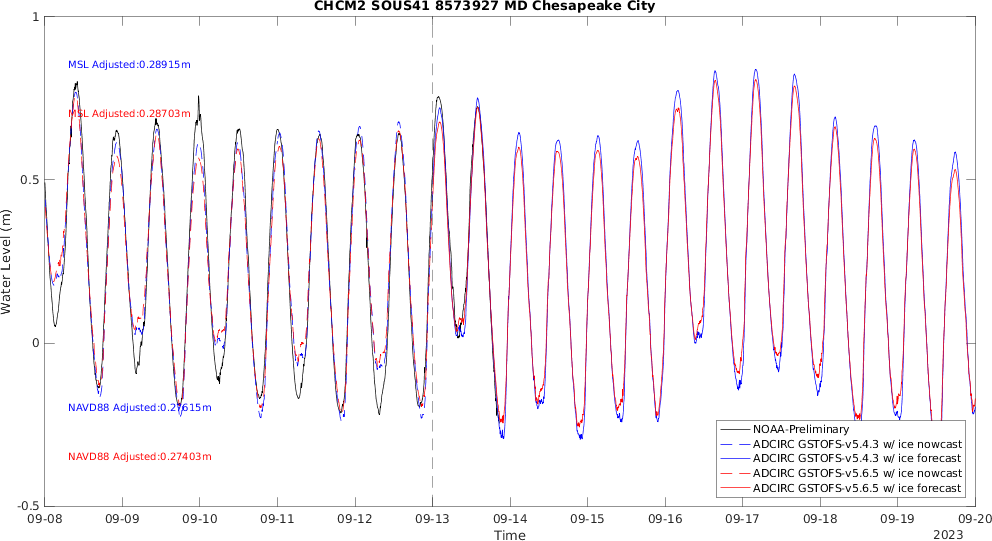 CHCM2 SOUS41 8573927 MD Chesapeake City
1
MSL Adjusted:0.28915m
MSL Adjusted:0.28703m
0.5
Water Level (m)
0
NAVD88 Adjusted:0.27615m
NOAA-Preliminary
ADCIRC GSTOFS-v5.4.3 w/ ice nowcast
NAVD88 Adjusted:0.27403m
ADCIRC GSTOFS-v5.4.3 w/ ice forecast
ADCIRC GSTOFS-v5.6.5 w/ ice nowcast
ADCIRC GSTOFS-v5.6.5 w/ ice forecast
-0.5
09-08 09-09 09-10 09-11 09-12 09-13 09-14 09-15 09-16 09-17 09-18 09-19 09-20
Time 2023